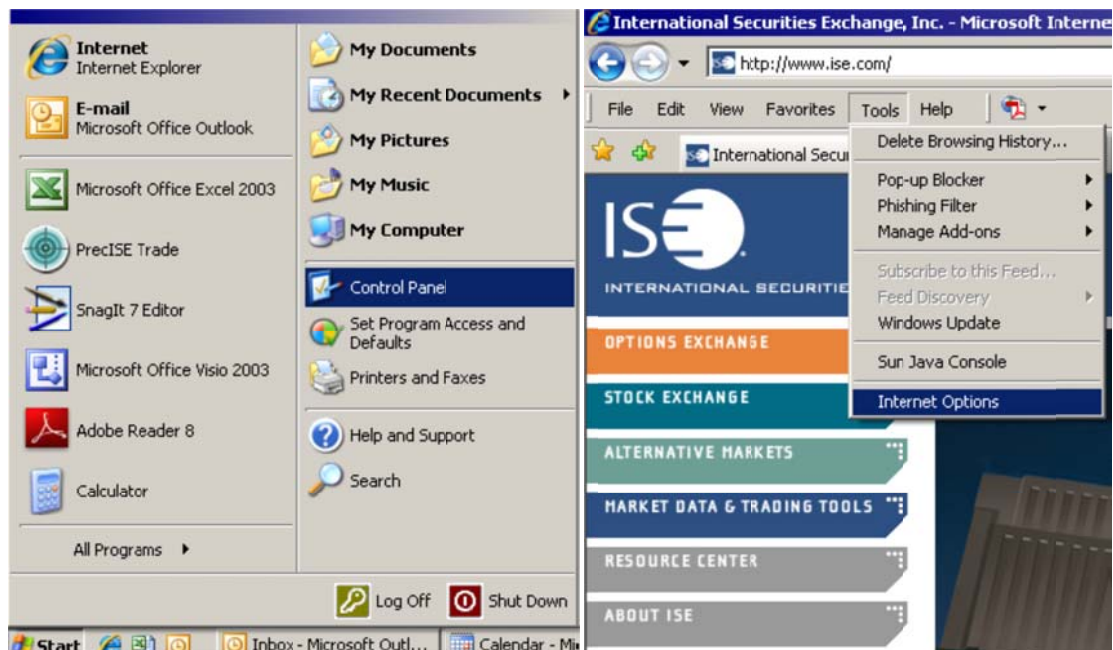 Internet
Internet Explorer
E-mail
Microsoft Office Outlook
Microsoft Office Excel 2003
PrecISE Trade
SnagIt 7 Editor
Microsoft Office Visio 2003
Adobe Reader 8
Calculator
All Programs
My Documents
My Recent Documents
My Pictures
My Music
My Computer
Control Panel
Set Program Access and
Defaults
Printers and Faxes
Help and Support
Search
Log Off
Shut Down
Start
Inbox - Microsoft Outl...
Calendar - Mi
International Securities Exchange, Inc. - Microsoft Interne
http://www.ise.com/
File Edit View Favorites Tools Help
International Secu
Delete Browsing History...
Pop-up Blocker
Phishing Filter
Manage Add-ons
Subscribe to this Feed...
Feed Discovery
Windows Update
Sun Java Console
Internet Options
ISE
INTERNATIONAL SECURITIE
OPTIONS EXCHANGE
STOCK EXCHANGE
ALTERNATIVE MARKETS
MARKET DATA & TRADING TOOLS
RESOURCE CENTER
ABOUT ISE